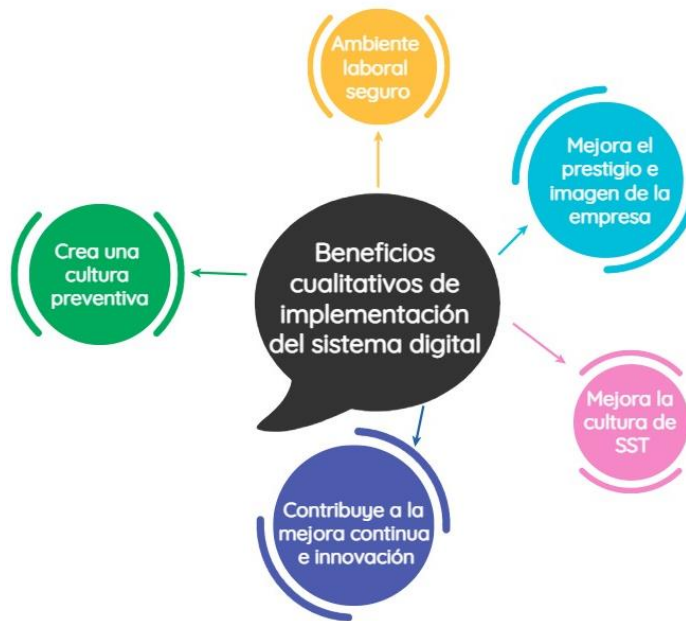 Ambiente
laboral
seguro
Mejora el
prestigio e
imagen de la
empresa
Crea una
cultura
preventiva
Beneficios
cualitativos de
implementación
del sistema digital
Mejora la
cultura de
SST
Contribuye a la
mejora continua
e innovación